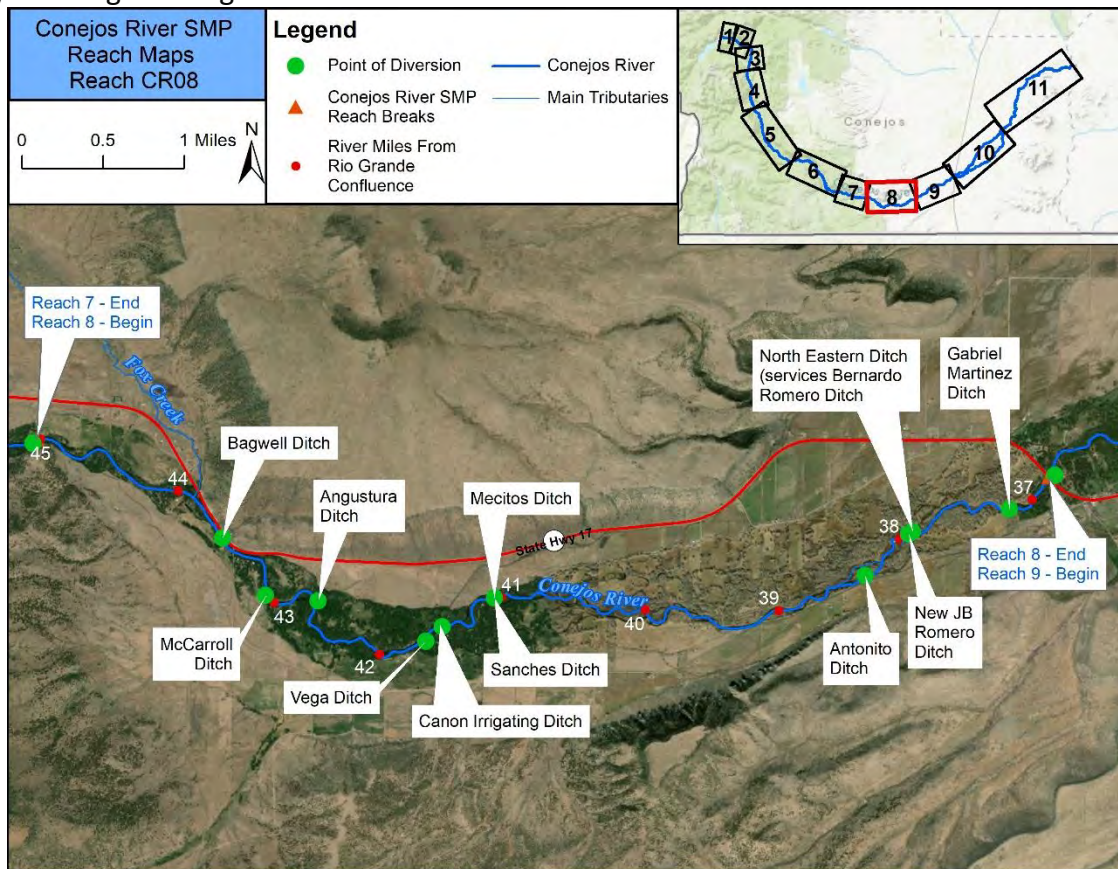 Conejos River SMP
Reach Maps
Reach CR08
0 0.5 1 Miles
N
Legend
Point of Diversion
Conejos River SMP
Reach Breaks
River Miles From
Rio Grande
Confluence
Conejos River
Main Tributaries
1
2
3
4
5
6
7
8
9
10
11
Conejos
Reach 7 - End
Reach 8 - Begin
Fox Creek
45
44
Bagwell Ditch
Angustura
Ditch
Mecitos Ditch
North Eastern Ditch
(services Bernardo
Romero Ditch
Gabriel
Martinez
Ditch
State Hwy 17
38
37
Reach 8 - End
Reach 9 - Begin
41
Conejos River
40
39
43
42
McCarroll
Ditch
Vega Ditch
Canon Irrigating Ditch
Sanches Ditch
Antonito
Ditch
New JB
Romero
Ditch